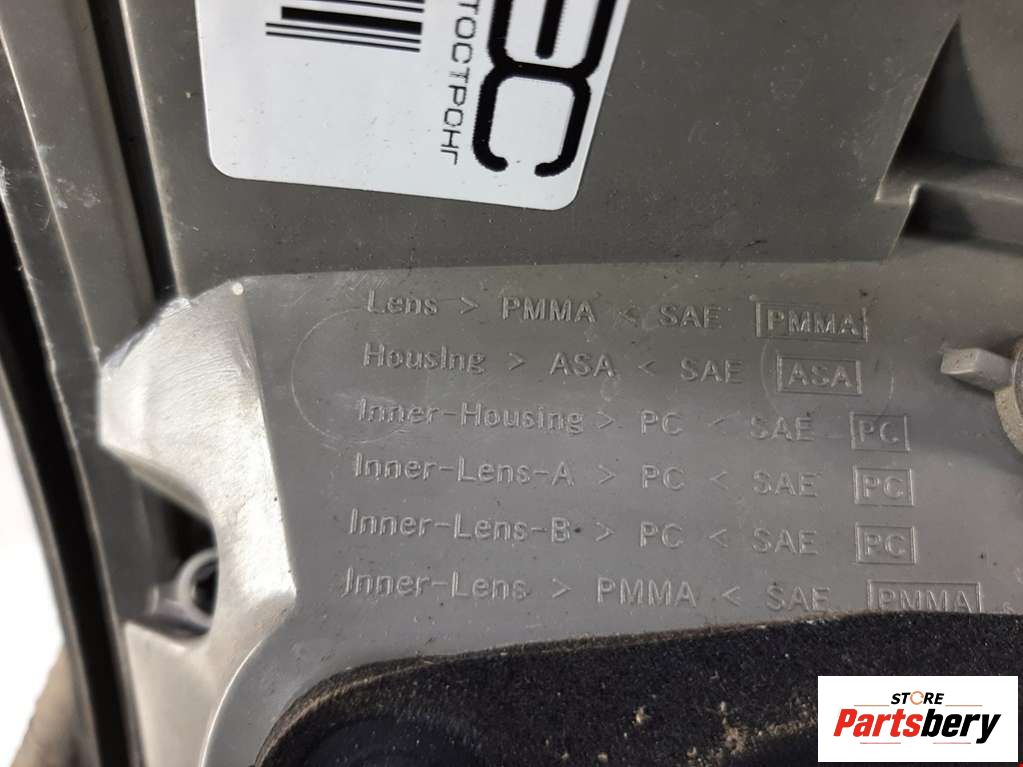 ТОСТРОНГ
Lens > PMMA < SAE PMMA
Housing > ASA < SAE ASA
Inner-Housing > PC < SAE PC
Inner-Lens-A > PC < SAE PC
Inner-Lens-B > PC < SAE PC
Inner-Lens > PMMA < SAE PMMA
STORE
Partsbery